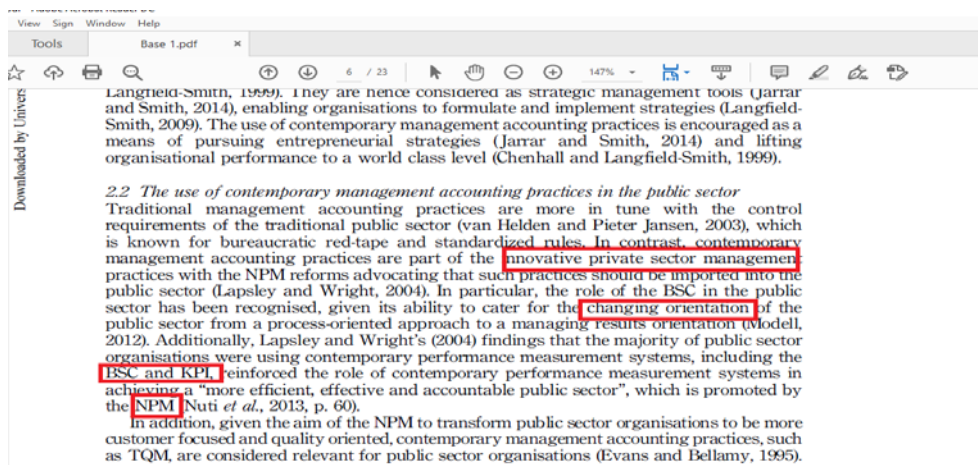 View Sign Window Help
Tools Base 1.pdf ×
6 / 23 147%
Downloaded by Univers
Langfield-Smith, 1999). They are hence considered as strategic management tools (Jarrar
and Smith, 2014), enabling organisations to formulate and implement strategies (Langfield-
Smith, 2009). The use of contemporary management accounting practices is encouraged as a
means of pursuing entrepreneurial strategies (Jarrar and Smith, 2014) and lifting
organisational performance to a world class level (Chenhall and Langfield-Smith, 1999).
2.2 The use of contemporary management accounting practices in the public sector
Traditional management accounting practices are more in tune with the control
requirements of the traditional public sector (van Helden and Pieter Jansen, 2003), which
is known for bureaucratic red-tape and standardized rules. In contrast, contemporary
management accounting practices are part of the innovative private sector management
practices with the NPM reforms advocating that such practices should be imported into the
public sector (Lapsley and Wright, 2004). In particular, the role of the BSC in the public
sector has been recognised, given its ability to cater for the changing orientation of the
public sector from a process-oriented approach to a managing results orientation (Modell,
2012). Additionally, Lapsley and Wright's (2004) findings that the majority of public sector
organisations were using contemporary performance measurement systems, including the
BSC and KPI, reinforced the role of contemporary performance measurement systems in
achieving a "more efficient, effective and accountable public sector", which is promoted by
the NPM (Nuti et al., 2013, p. 60).
In addition, given the aim of the NPM to transform public sector organisations to be more
customer focused and quality oriented, contemporary management accounting practices, such
as TQM, are considered relevant for public sector organisations (Evans and Bellamy, 1995).